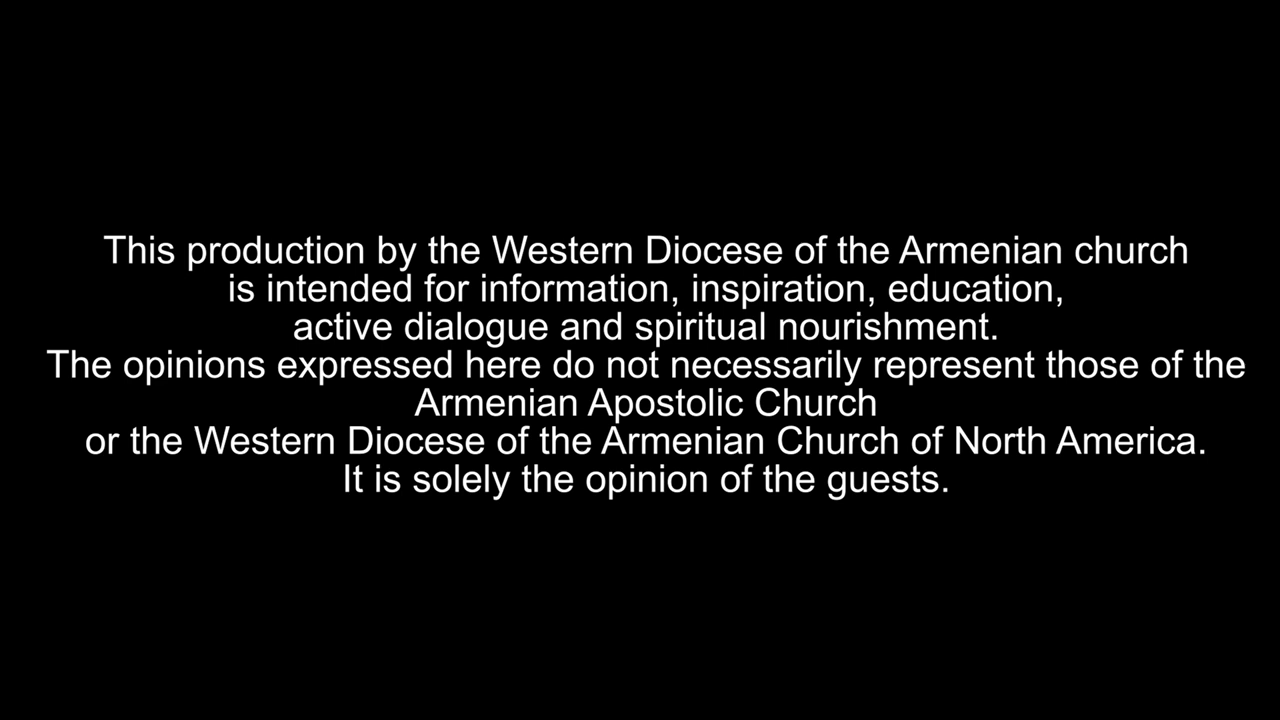 This production by the Western Diocese of the Armenian church
is intended for information, inspiration, education,
active dialogue and spiritual nourishment.
The opinions expressed here do not necessarily represent those of the
Armenian Apostolic Church
or the Western Diocese of the Armenian Church of North America.
It is solely the opinion of the guests.